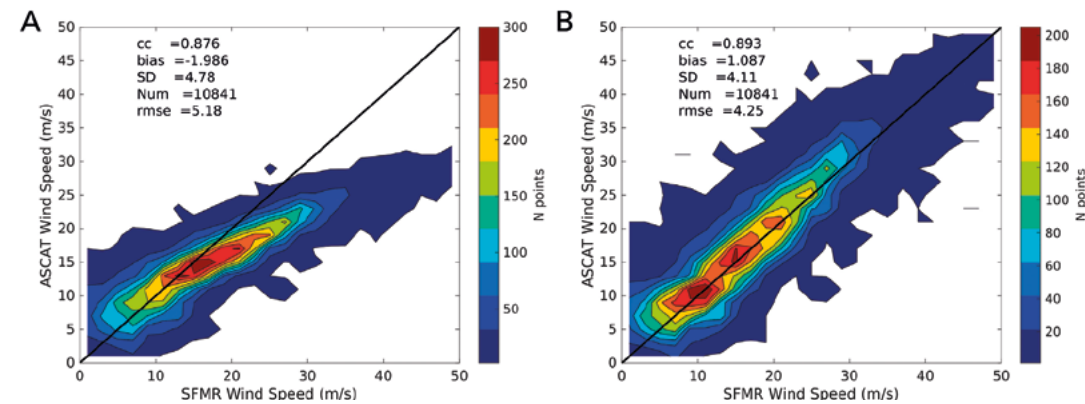 A
B
cc =0.876
bias =-1.986
SD =4.78
Num =10841
rmse =5.18
ASCAT Wind Speed (m/s)
50
45
40
35
30
25
20
15
10
5
0
0 10 20 30 40 50
SFMR Wind Speed (m/s)
300
250
200
150
100
50
N points
cc =0.893
bias =1.087
SD =4.11
Num =10841
rmse =4.25
ASCAT Wind Speed (m/s)
50
45
40
35
30
25
20
15
10
5
0
0 10 20 30 40 50
SFMR Wind Speed (m/s)
200
180
160
140
120
100
80
60
40
20
N points